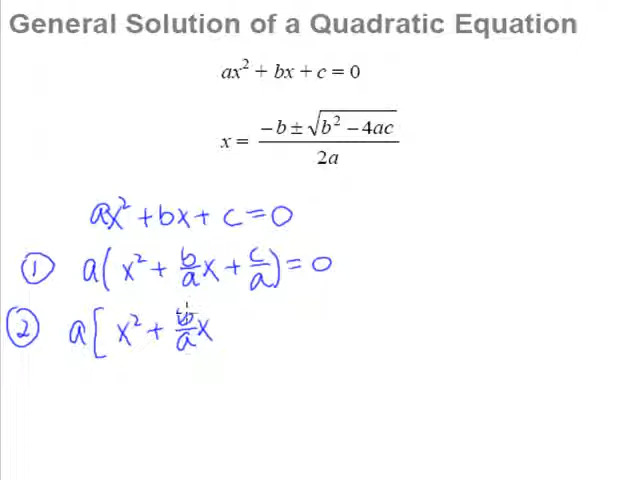 General Solution of a Quadratic Equation
ax² + bx + c = 0
x = (-b ± √(b² - 4ac)) / 2a
ax² + bx + c = 0
① a(x² + b/a x + c/a) = 0
② a[x² + b/a x